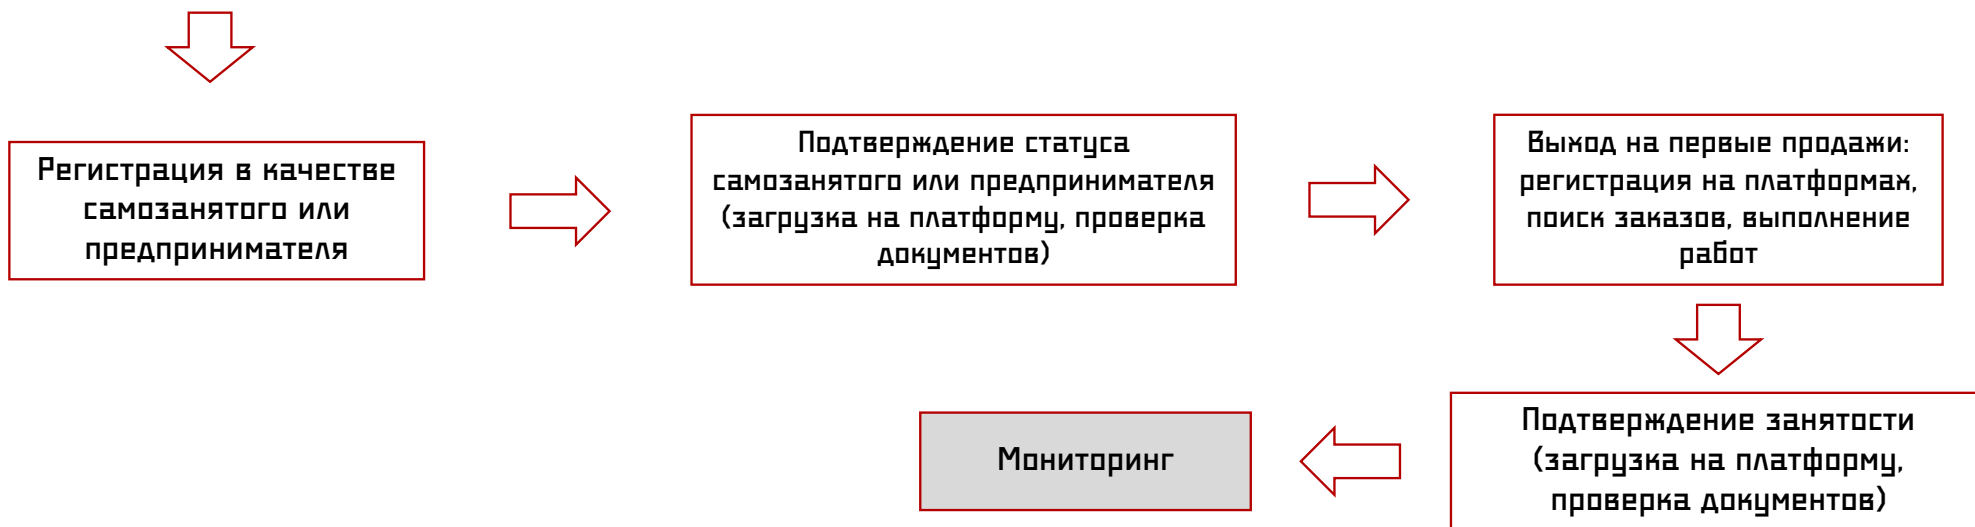 Регистрация в качестве
самозанятого или
предпринимателя
Подтверждение статуса
самозанятого или предпринимателя
(загрузка на платформу, проверка
документов)
Выход на первые продажи:
регистрация на платформах,
поиск заказов, выполнение
работ
Подтверждение занятости
(загрузка на платформу,
проверка документов)
Мониторинг